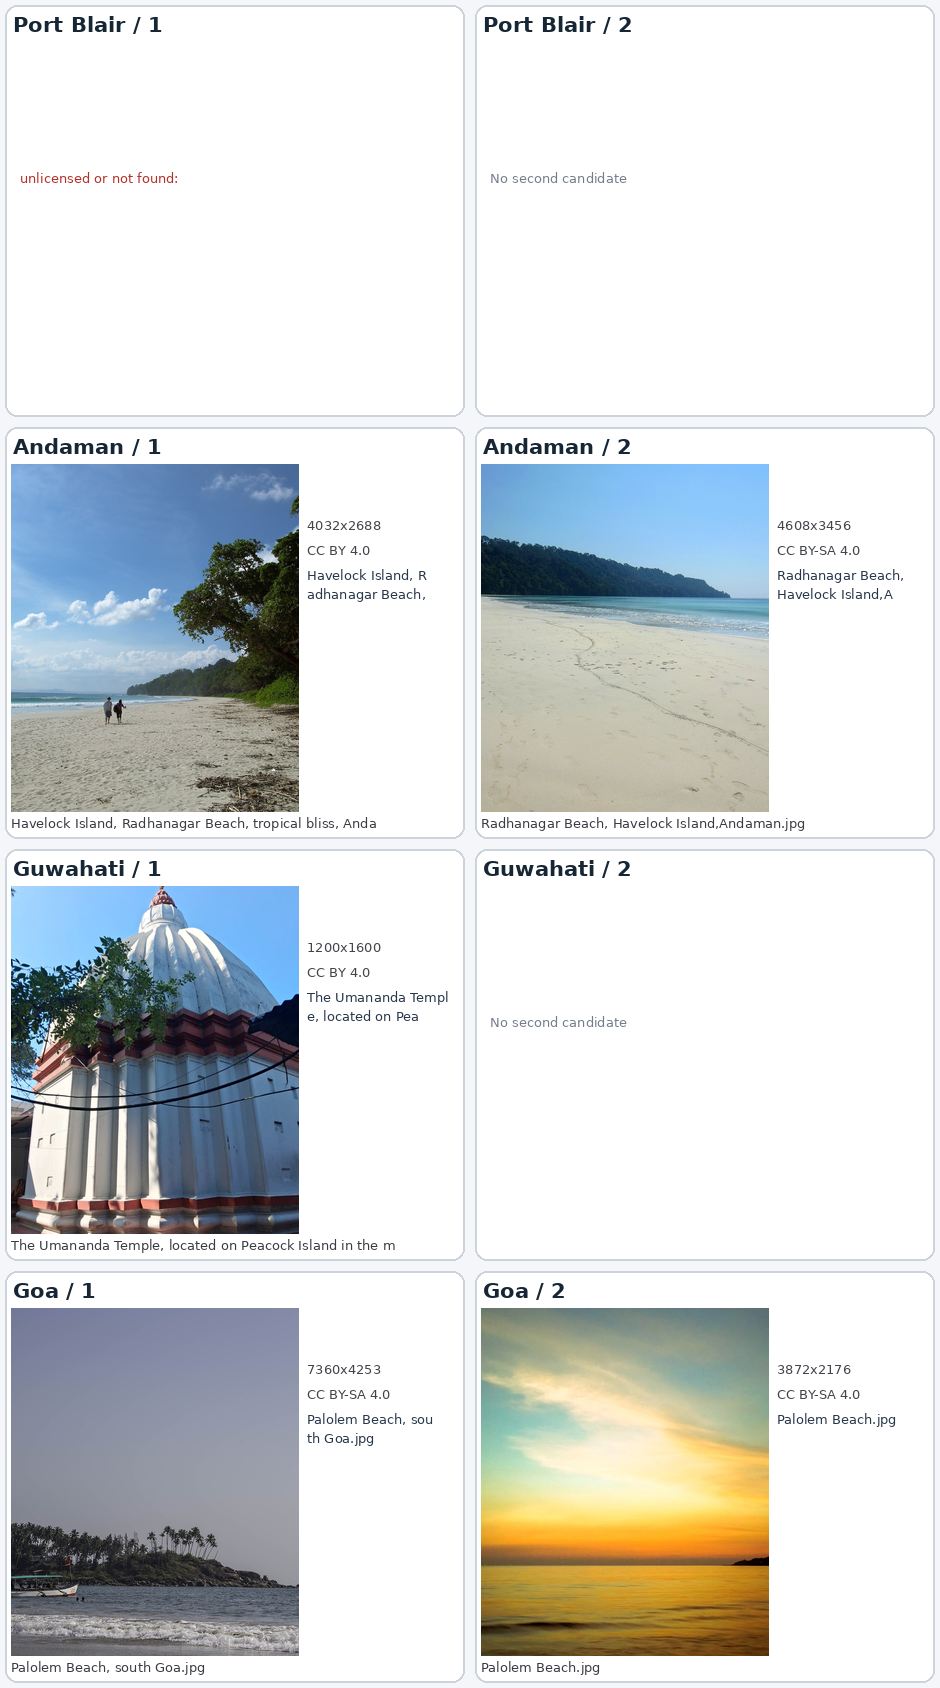 Port Blair / 1
unlicensed or not found:
Port Blair / 2
No second candidate
Andaman / 1
4032x2688
CC BY 4.0
Havelock Island, R
adhanagar Beach,
Havelock Island, Radhanagar Beach, tropical bliss, Anda
Andaman / 2
4608x3456
CC BY-SA 4.0
Radhanagar Beach,
Havelock Island,A
Radhanagar Beach, Havelock Island,Andaman.jpg
Guwahati / 1
1200x1600
CC BY 4.0
The Umananda Templ
e, located on Pea
The Umananda Temple, located on Peacock Island in the m
Guwahati / 2
No second candidate
Goa / 1
7360x4253
CC BY-SA 4.0
Palolem Beach, sou
th Goa.jpg
Palolem Beach, south Goa.jpg
Goa / 2
3872x2176
CC BY-SA 4.0
Palolem Beach.jpg
Palolem Beach.jpg